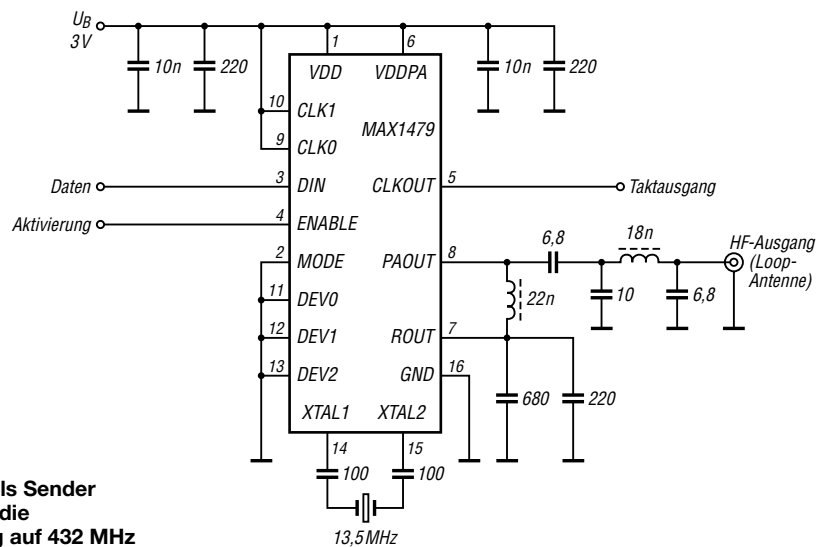 UB
3V
10n
220
1
6
10n
220
VDD
VDDPA
10
CLK1
MAX1479
9
CLK0
Daten
3
DIN
CLKOUT
5
Taktausgang
Aktivierung
4
ENABLE
2
MODE
PAOUT
8
6,8
18n
HF-Ausgang
(Loop-
Antenne)
11
DEV0
22n
10
6,8
12
DEV1
ROUT
7
13
DEV2
GND
16
680
220
XTAL1
XTAL2
14
15
100
100
13,5MHz
ls Sender
die
g auf 432 MHz